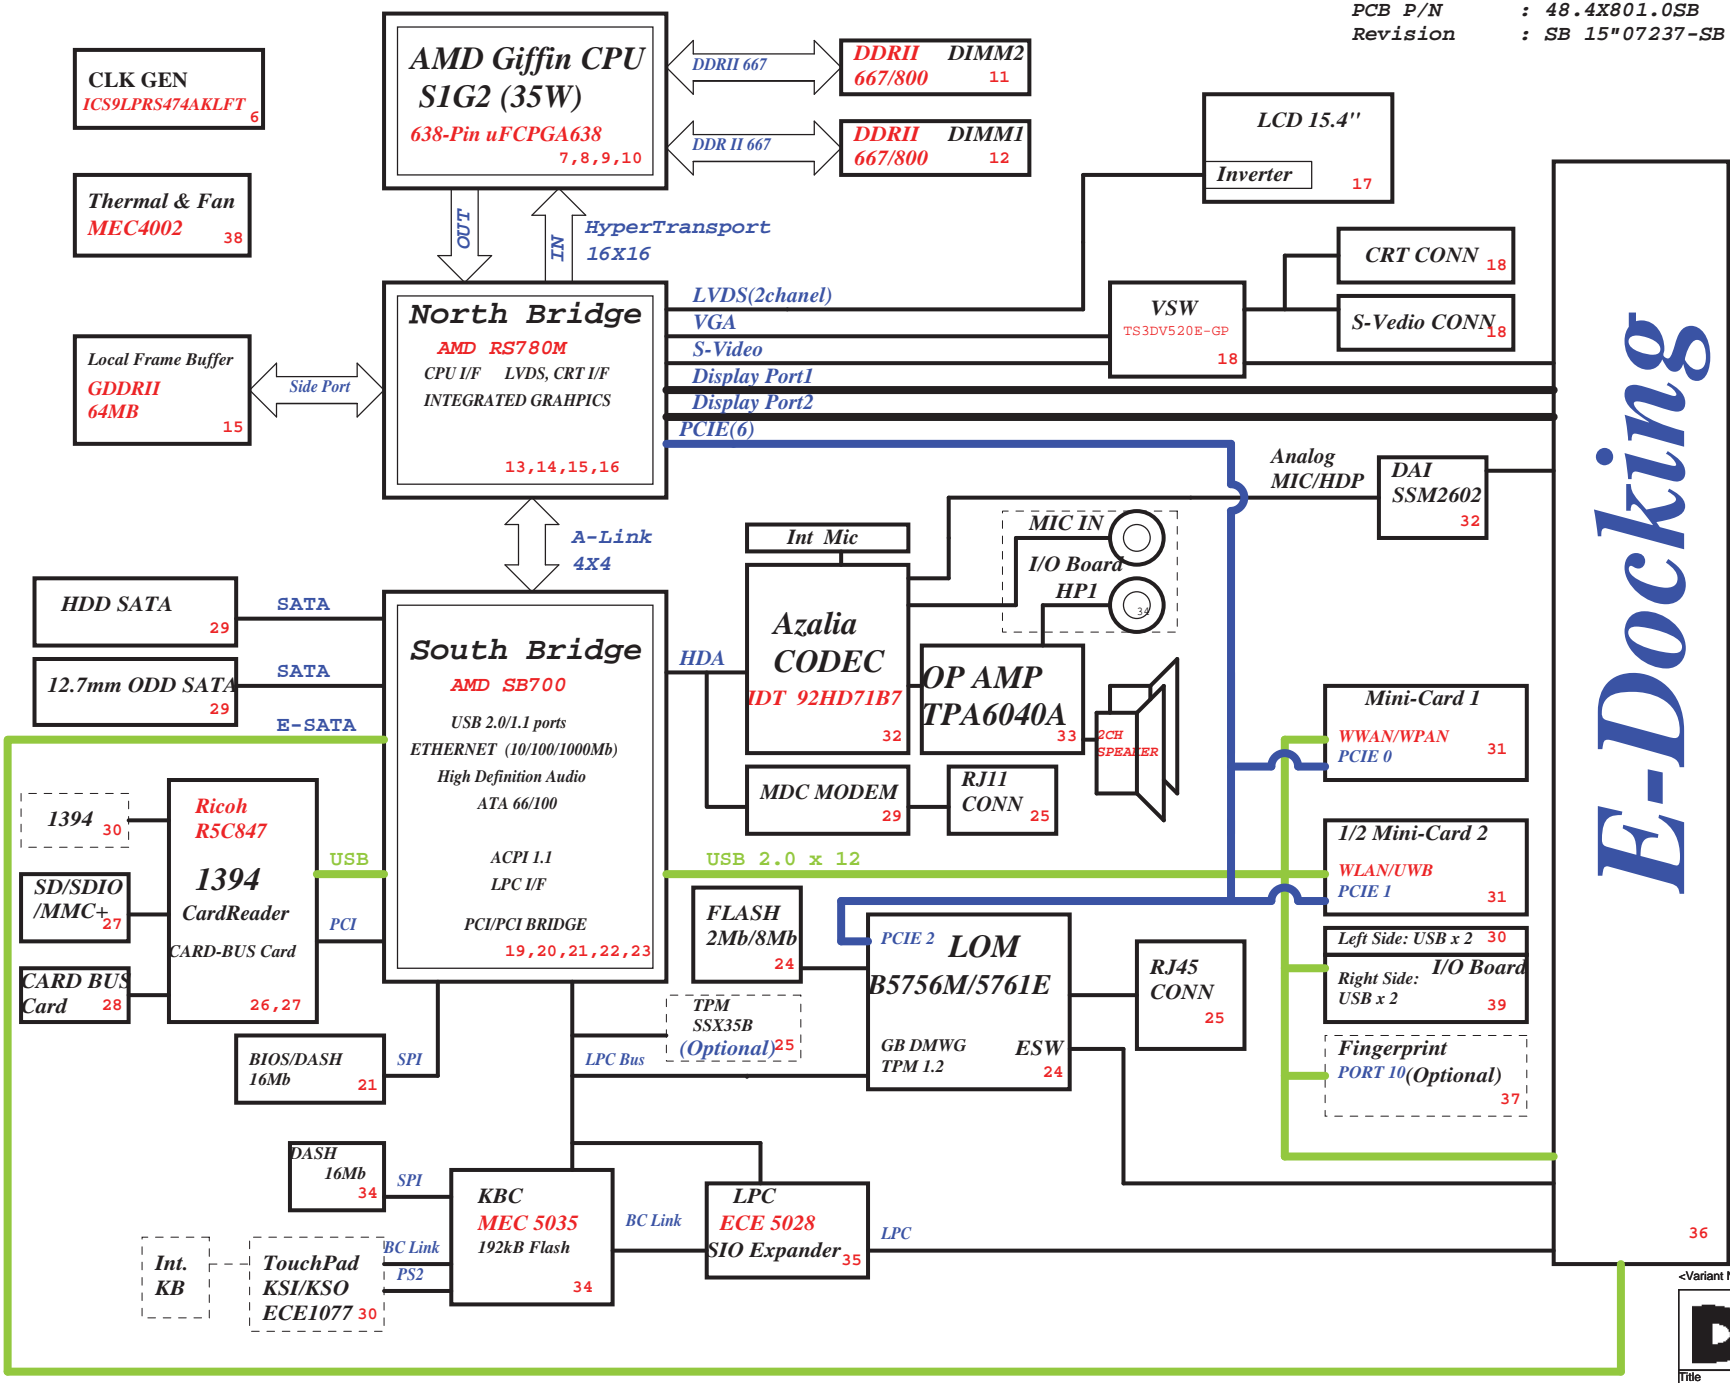 PCB P/N : 48.4X801.0SB
Revision : SB 15"07237-SB
CLK GEN
ICS9LPRS474AKLFT
6
AMD Giffin CPU
S1G2 (35W)
638-Pin uFCPGA638
7,8,9,10
DDRII 667
DDRII DIMM2
667/800 11
DDR II 667
DDRII DIMM1
667/800 12
LCD 15.4"
Inverter
17
Thermal & Fan
MEC4002
38
OUT
IN
HyperTransport
16X16
CRT CONN 18
S-Vedio CONN
18
VSW
TS3DV520E-GP
18
LVDS(2chanel)
VGA
S-Video
Display Port1
Display Port2
PCIE(6)
North Bridge
AMD RS780M
CPU I/F LVDS, CRT I/F
INTEGRATED GRAHPICS
13,14,15,16
Local Frame Buffer
GDDRII
64MB
15
Side Port
A-Link
4X4
Analog
MIC/HDP
DAI
SSM2602
32
E-Docking
36
Int Mic
MIC IN
I/O Board
HP1
34
Azalia
CODEC
IDT 92HD71B7
32
OP AMP
TPA6040A
33
2CH
SPEAKER
HDA
MDC MODEM
29
RJ11
CONN
25
HDD SATA
29
SATA
12.7mm ODD SATA
29
SATA
E-SATA
South Bridge
AMD SB700
USB 2.0/1.1 ports
ETHERNET (10/100/1000Mb)
High Definition Audio
ATA 66/100
ACPI 1.1
LPC I/F
PCI/PCI BRIDGE
19,20,21,22,23
1394 30
SD/SDIO
/MMC+
27
CARD BUS
Card 28
Ricoh
R5C847
1394
CardReader
CARD-BUS Card
26,27
USB
PCI
USB 2.0 x 12
Mini-Card 1
WWAN/WPAN
PCIE 0
31
1/2 Mini-Card 2
WLAN/UWB
PCIE 1
31
Left Side: USB x 2 30
I/O Board
Right Side:
USB x 2
39
Fingerprint
PORT 10(Optional)
37
FLASH
2Mb/8Mb
24
PCIE 2 LOM
B5756M/5761E
GB DMWG
TPM 1.2
ESW
24
RJ45
CONN
25
TPM
SSX35B
(Optional)25
LPC Bus
BIOS/DASH
16Mb
21
SPI
DASH
16Mb
34
SPI
KBC
MEC 5035
192kB Flash
34
BC Link
LPC
ECE 5028
SIO Expander
35
LPC
Int.
KB
TouchPad
KSI/KSO
ECE1077 30
BC Link
PS2
<Variant
Title